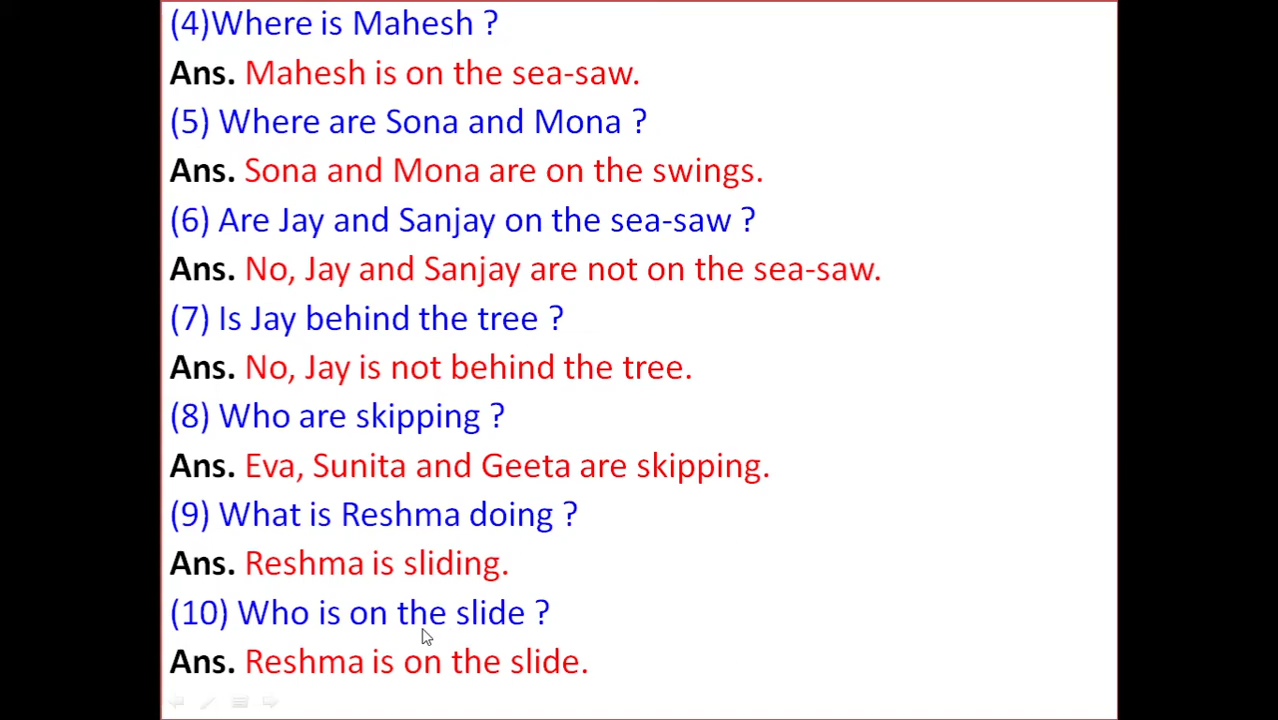 (4)Where is Mahesh ?
Ans. Mahesh is on the sea-saw.
(5) Where are Sona and Mona ?
Ans. Sona and Mona are on the swings.
(6) Are Jay and Sanjay on the sea-saw ?
Ans. No, Jay and Sanjay are not on the sea-saw.
(7) Is Jay behind the tree ?
Ans. No, Jay is not behind the tree.
(8) Who are skipping ?
Ans. Eva, Sunita and Geeta are skipping.
(9) What is Reshma doing ?
Ans. Reshma is sliding.
(10) Who is on the slide ?
Ans. Reshma is on the slide.